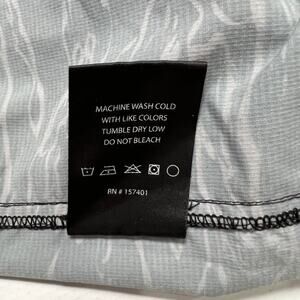 MACHINE WASH COLD
WITH LIKE COLORS
TUMBLE DRY LOW
DO NOT BLEACH
RN # 157401